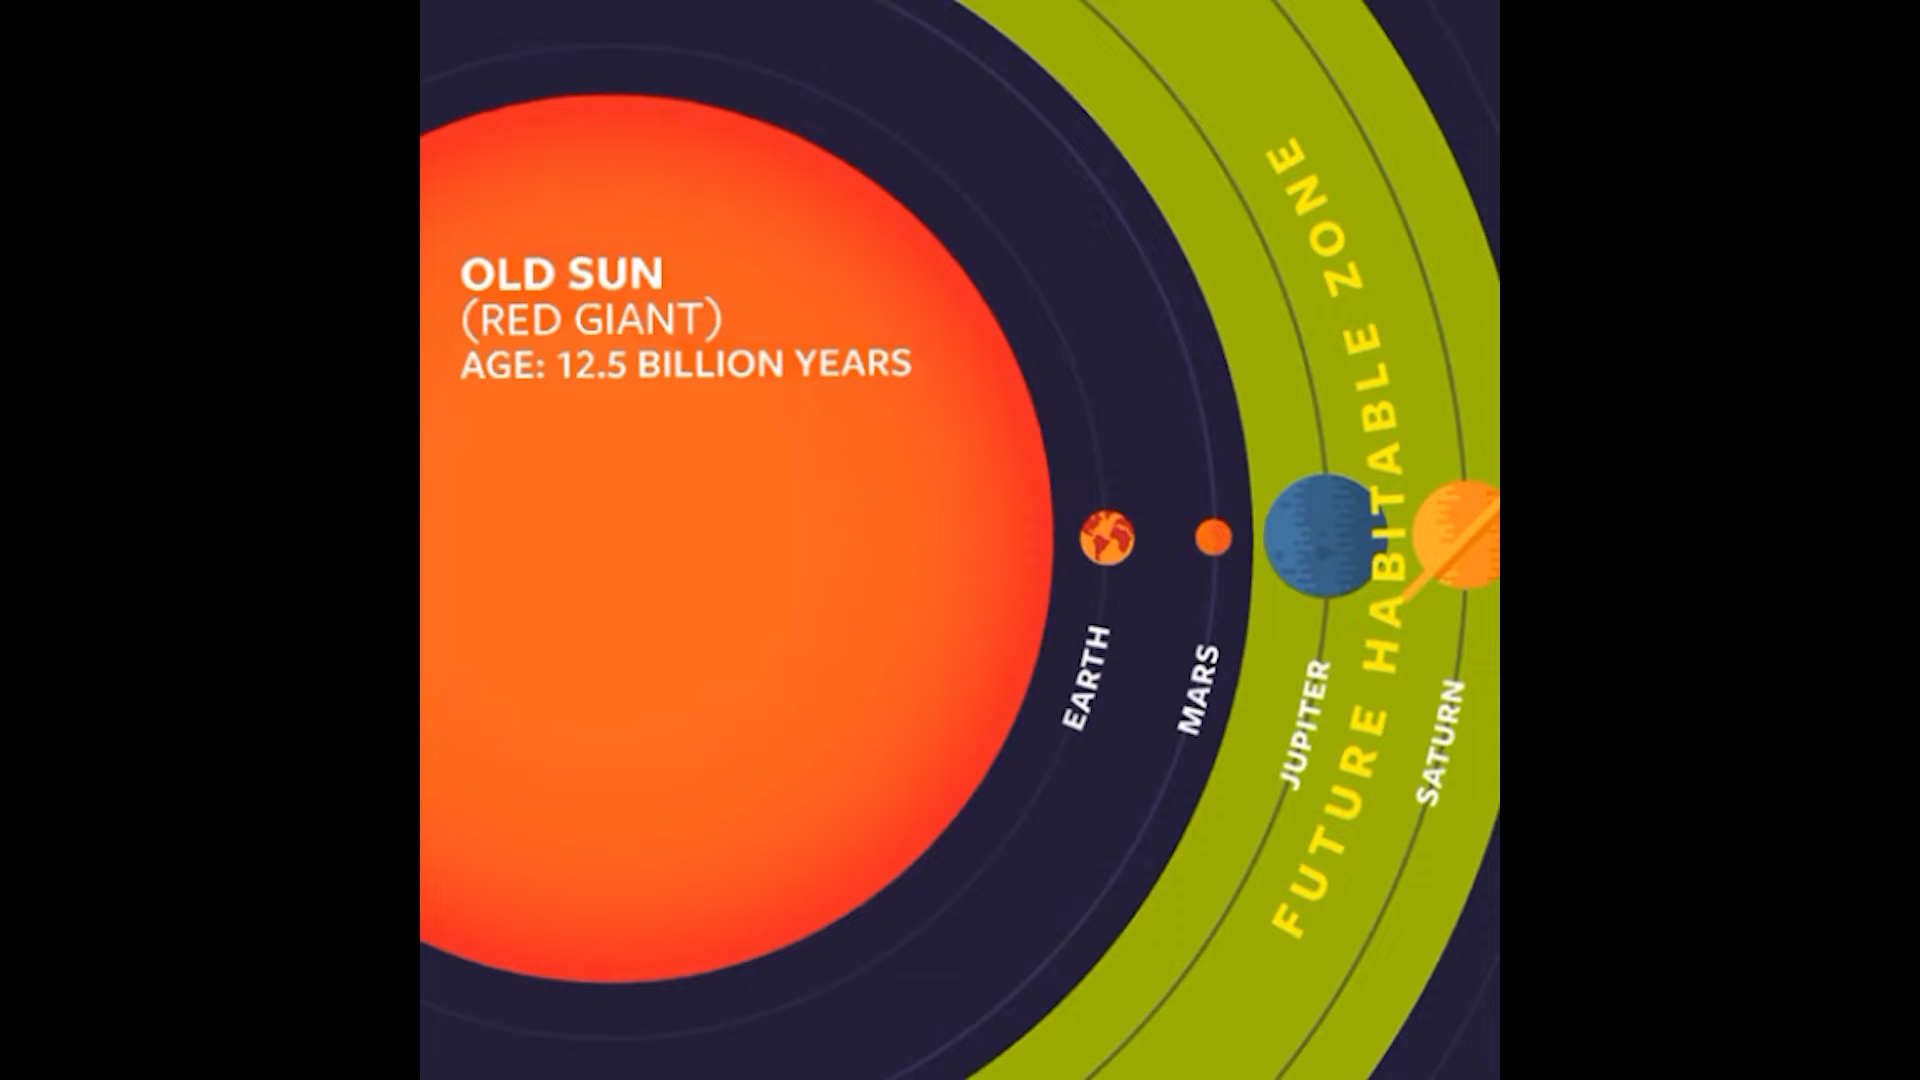 OLD SUN
(RED GIANT)
AGE: 12.5 BILLION YEARS
EARTH
MARS
JUPITER
SATURN
FUTURE HABITABLE ZONE